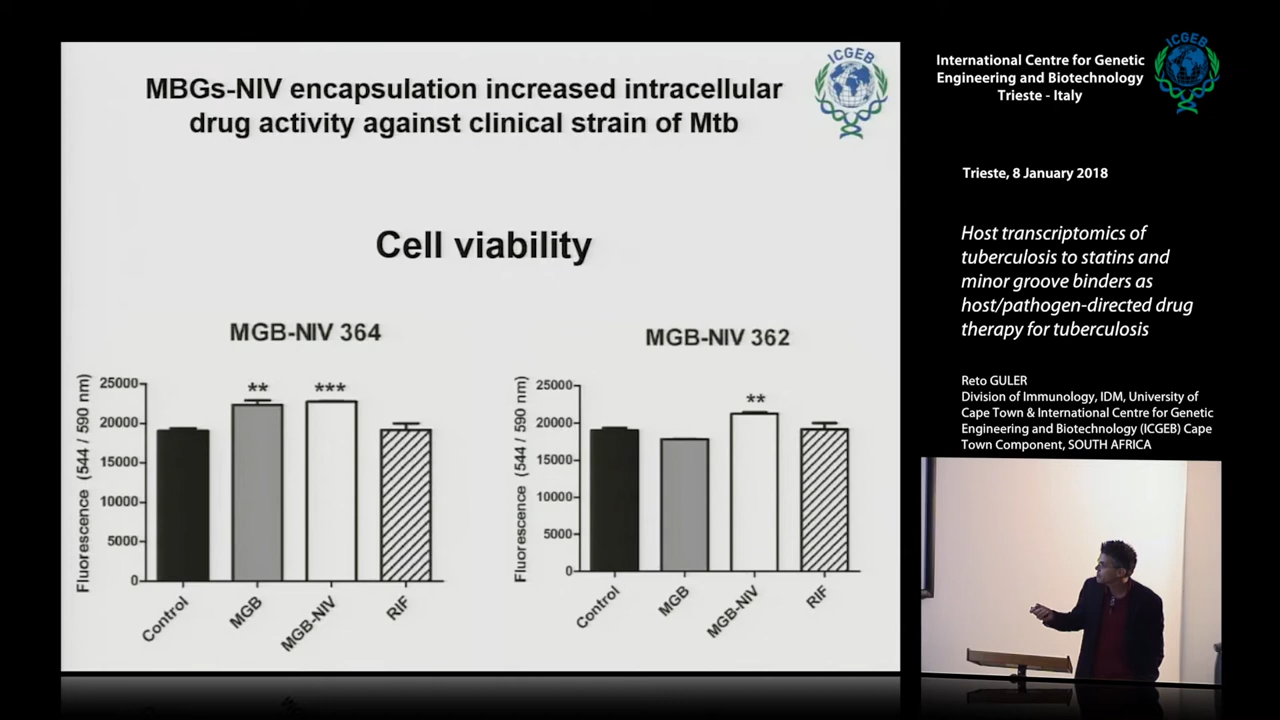 MBGs-NIV encapsulation increased intracellular
drug activity against clinical strain of Mtb
ICGEB
Cell viability
MGB-NIV 364
Fluorescence (544 / 590 nm)
25000
20000
15000
10000
5000
0
**
***
Control
MGB
MGB-NIV
RIF
MGB-NIV 362
Fluorescence (544 / 590 nm)
25000
20000
15000
10000
5000
0
**
Control
MGB
MGB-NIV
RIF
International Centre for Genetic
Engineering and Biotechnology
Trieste - Italy
ICGEB
Trieste, 8 January 2018
Host transcriptomics of
tuberculosis to statins and
minor groove binders as
host/pathogen-directed drug
therapy for tuberculosis
Reto GULER
Division of Immunology, IDM, University of
Cape Town & International Centre for Genetic
Engineering and Biotechnology (ICGEB) Cape
Town Component, SOUTH AFRICA